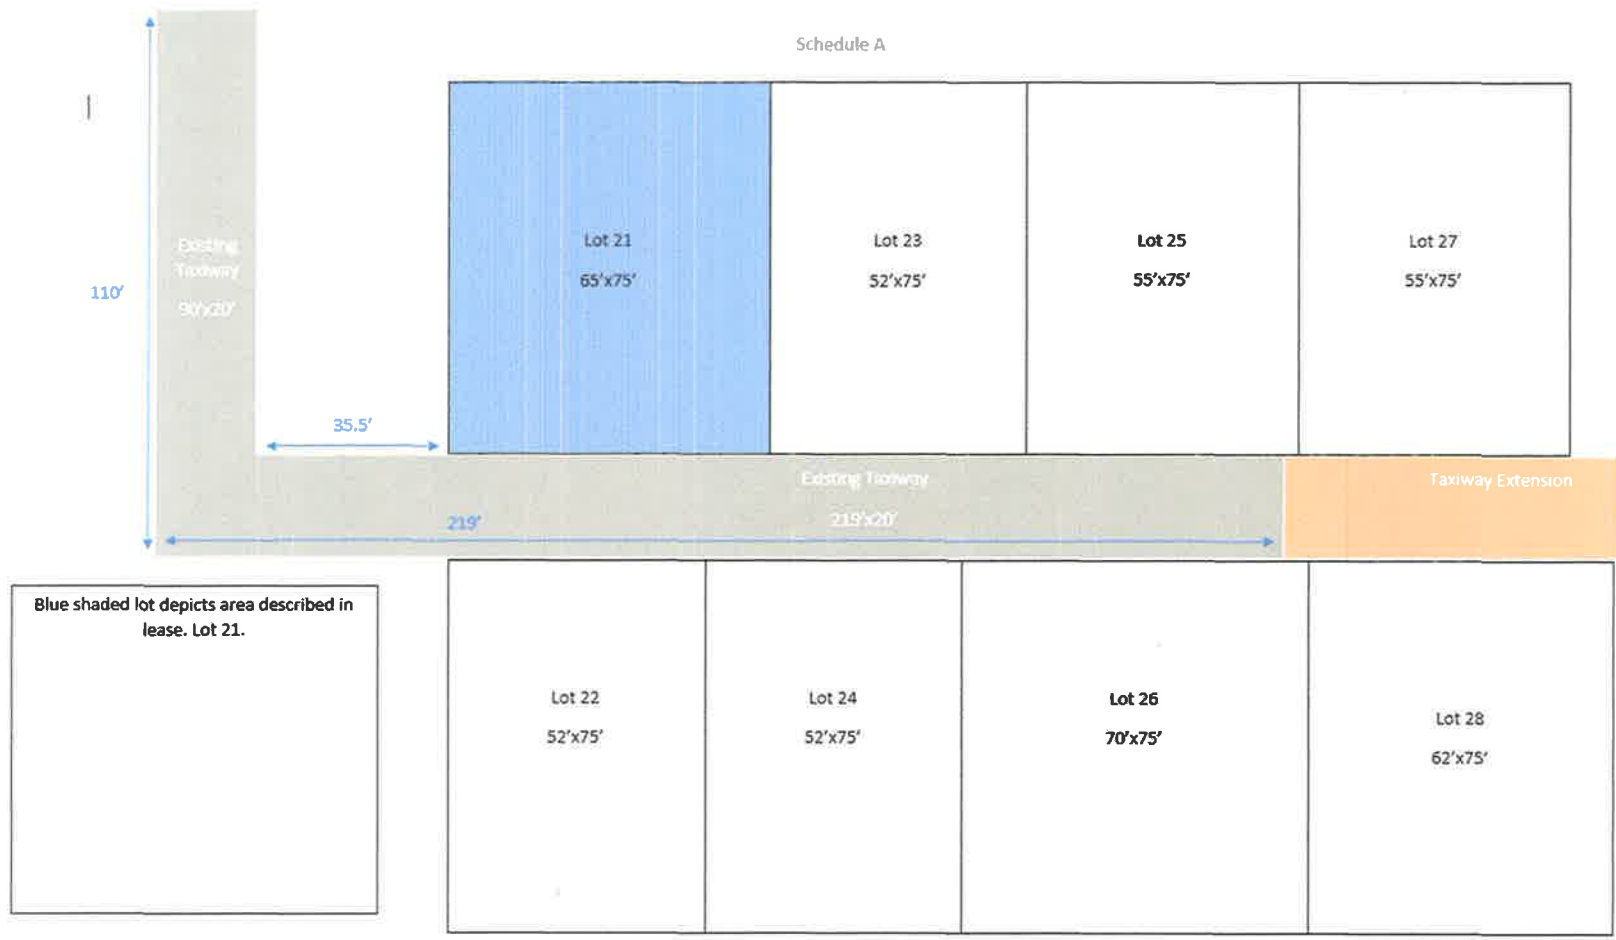 Schedule A
Existing
Taxiway
90'x20'
110'
35.5'
Lot 21
65'x75'
Lot 23
52'x75'
Lot 25
55'x75'
Lot 27
55'x75'
Existing Taxiway
219'x20'
219'
Taxiway Extension
Blue shaded lot depicts area described in
lease. Lot 21.
Lot 22
52'x75'
Lot 24
52'x75'
Lot 26
70'x75'
Lot 28
62'x75'